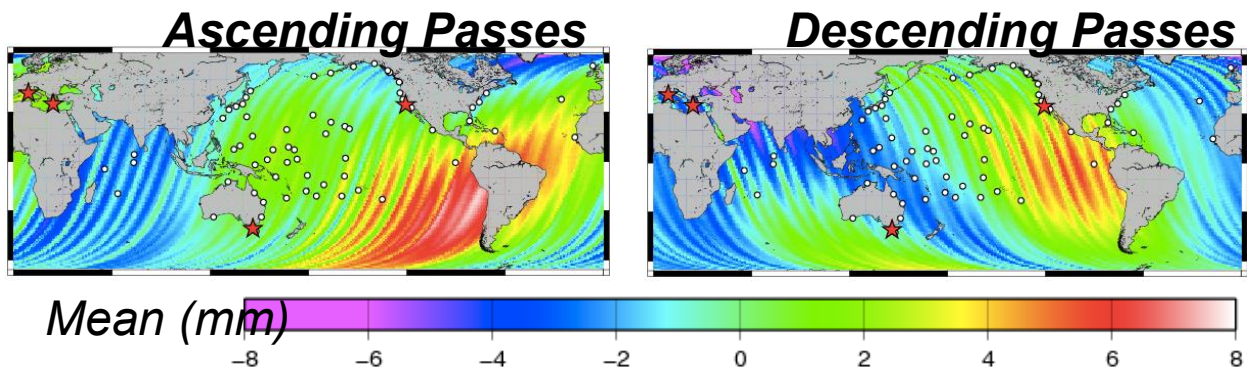 Ascending Passes
Descending Passes
Mean (mm)
−8 −6 −4 −2 0 2 4 6 8